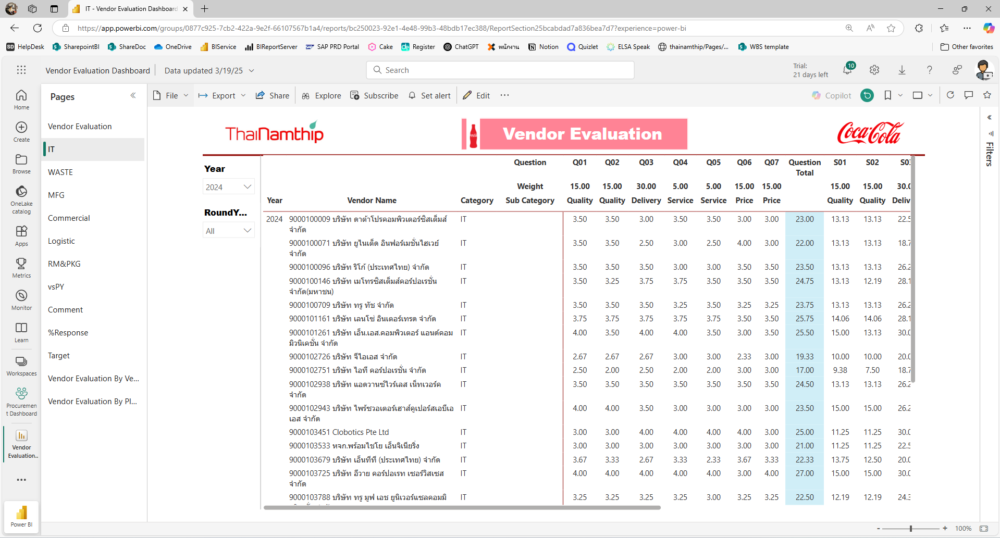 IT - Vendor Evaluation Dashboard
https://app.powerbi.com/groups/0877c925-7cb2-422a-9e2f-66107567b1a4/reports/bc250023-92e1-4e48-99b3-48bdb17ec388/ReportSection25bcabdad7a836bea7d7?experience=power-bi
SD HelpDesk SharepointBI ShareDoc OneDrive BIService BIReportServer SAP PRD Portal Cake Register ChatGPT พนักงาน Notion Quizlet ELSA Speak thainamthip/Pages/... WBS template Other favorites
Vendor Evaluation Dashboard Data updated 3/19/25 Search Trial: 21 days left 10
Home
Create
Browse
OneLake
catalog
Apps
Metrics
Monitor
Learn
Workspaces
Procuremen
t Dashboard
Vendor
Evaluation..
Power BI
Pages
Vendor Evaluation
IT
WASTE
MFG
Commercial
Logistic
RM&PKG
vsPY
Comment
%Response
Target
Vendor Evaluation By Ve...
Vendor Evaluation By Pl...
File Export Share Explore Subscribe Set alert Edit Copilot
ThaiNamthip Vendor Evaluation Coca-Cola
Filters
Year
2024
RoundY...
All
Question Q01 Q02 Q03 Q04 Q05 Q06 Q07 Question S01 S02 S03
Total
Weight 15.00 15.00 30.00 5.00 5.00 15.00 15.00 15.00 15.00 30.0
Year Vendor Name Category Sub Category Quality Quality Delivery Service Service Price Price Quality Quality Deliv
2024 9000100009 บริษัท ดาต้าโปรคอมพิวเตอร์ซิสเต็มส์ IT 3.50 3.50 3.00 3.50 3.50 3.00 3.00 23.00 13.13 13.13 22.5
จำกัด
9000100071 บริษัท ยูไนเต็ด อินฟอร์เมชั่นไฮเวย์ IT 3.50 3.50 2.50 3.00 2.50 4.00 3.00 22.00 13.13 13.13 18.7
จำกัด
9000100096 บริษัท ริโก้ (ประเทศไทย) จำกัด IT 3.50 3.50 3.50 3.00 3.00 3.50 3.50 23.50 13.13 13.13 26.2
9000100146 บริษัท เมโทรซิสเต็มส์คอร์ปอเรชั่น IT 3.50 3.25 3.75 3.75 3.50 3.50 3.50 24.75 13.13 12.19 28.1
จำกัด(มหาชน)
9000100709 บริษัท ทรู ทัช จำกัด IT 3.50 3.50 3.50 3.25 3.50 3.25 3.25 23.75 13.13 13.13 26.2
9000101161 บริษัท เลนโซ่ อินเตอร์เทรด จำกัด IT 3.75 3.75 3.75 3.75 3.75 3.50 3.50 25.75 14.06 14.06 28.1
9000101261 บริษัท เอ็น.เอส.คอมพิวเตอร์ แอนด์คอม IT 4.00 3.50 4.00 4.00 3.50 3.00 3.50 25.50 15.00 13.13 30.0
มิวนิเคชั่น จำกัด
9000102726 บริษัท จีไอเอส จำกัด IT 2.67 2.67 2.67 3.00 3.00 2.33 3.00 19.33 10.00 10.00 20.0
9000102751 บริษัท ไอที คอร์ปอเรชั่น จำกัด IT 2.50 2.00 2.50 2.00 2.00 3.00 3.00 17.00 9.38 7.50 18.7
9000102938 บริษัท แอดวานซ์ไวร์เลส เน็ทเวอร์ค IT 3.50 3.50 3.50 3.50 3.50 3.50 3.50 24.50 13.13 13.13 26.2
จำกัด
9000102943 บริษัท ไพร้ซวอเตอร์เฮาส์คูเปอร์สเอบีเอ IT 4.00 4.00 3.50 3.00 3.00 3.00 3.00 23.50 15.00 15.00 26.2
เอส จำกัด
9000103451 Clobotics Pte Ltd IT 3.00 3.00 4.00 4.00 4.00 4.00 3.00 25.00 11.25 11.25 30.0
9000103533 หจก.พร้อมไชโย เอ็นจิเนียริ่ง IT 3.00 3.00 3.00 3.00 3.00 3.00 3.00 21.00 11.25 11.25 22.5
9000103679 บริษัท เอ็นทีที (ประเทศไทย) จำกัด IT 3.67 3.33 2.67 3.33 2.33 3.67 3.33 22.33 13.75 12.50 20.0
9000103725 บริษัท อีวาย คอร์ปอเรท เซอร์วิสเซส IT 4.00 4.00 4.00 4.00 4.00 3.00 4.00 27.00 15.00 15.00 30.0
จำกัด
9000103788 บริษัท ทรู มูฟ เอช ยูนิเวอร์แซลคอมมิ IT 3.25 3.25 3.25 3.25 3.00 3.25 3.25 22.50 12.19 12.19 24.3
- + 100%